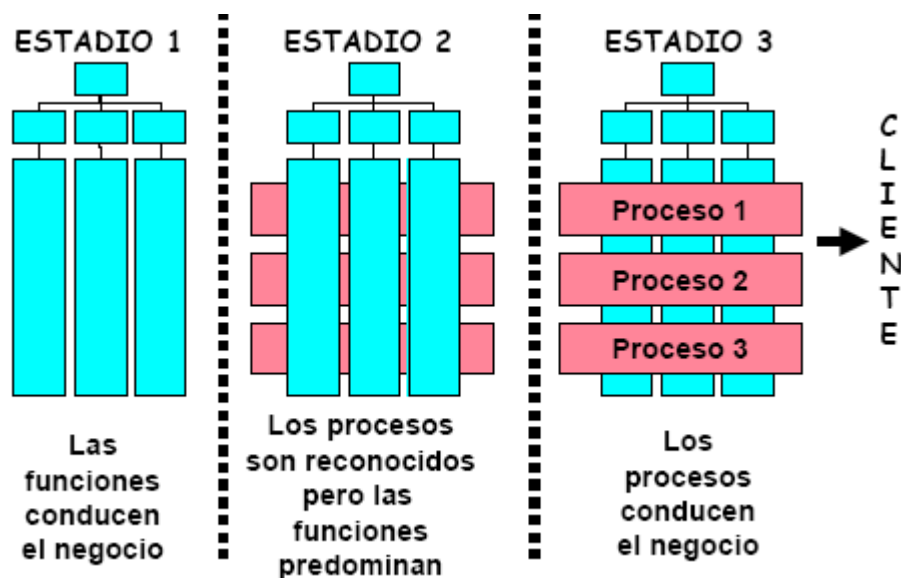 ESTADIO 1
Las
funciones
conducen
el negocio
ESTADIO 2
Los procesos
son reconocidos
pero las
funciones
predominan
ESTADIO 3
Proceso 1
Proceso 2
Proceso 3
Los
procesos
conducen
el negocio
CLIENTE